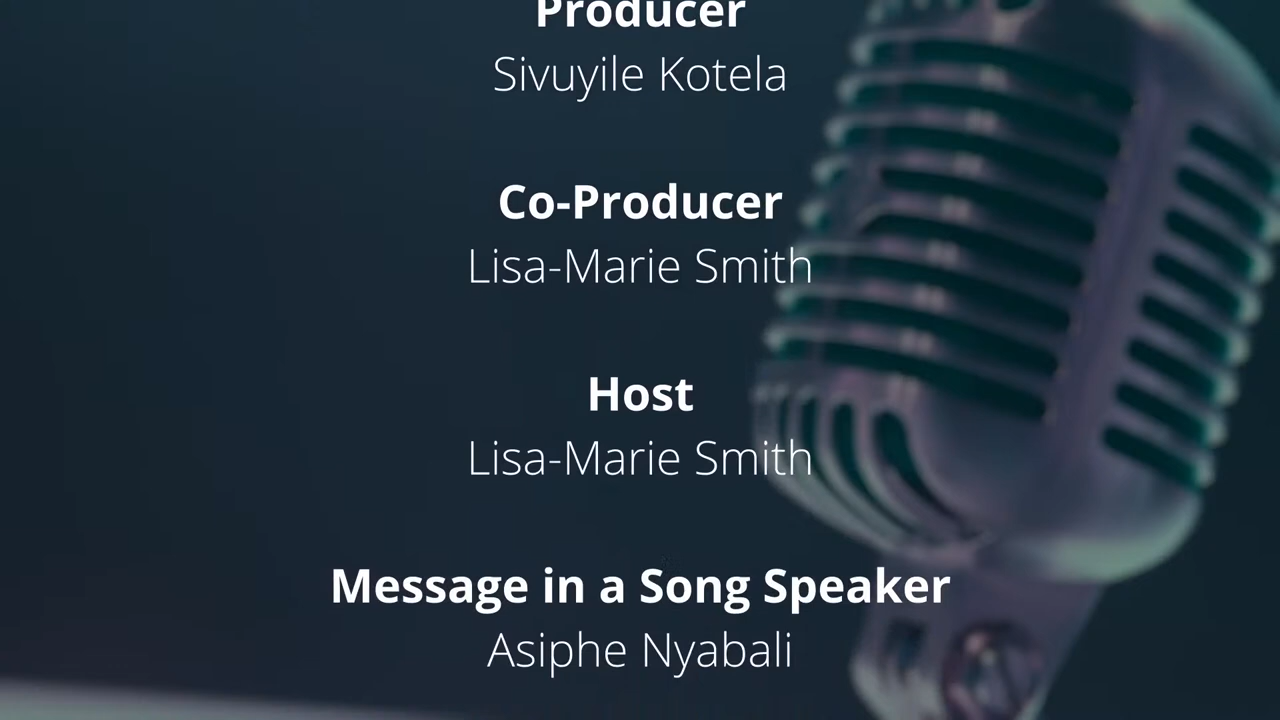 Producer
Sivuyile Kotela
Co-Producer
Lisa-Marie Smith
Host
Lisa-Marie Smith
Message in a Song Speaker
Asiphe Nyabali